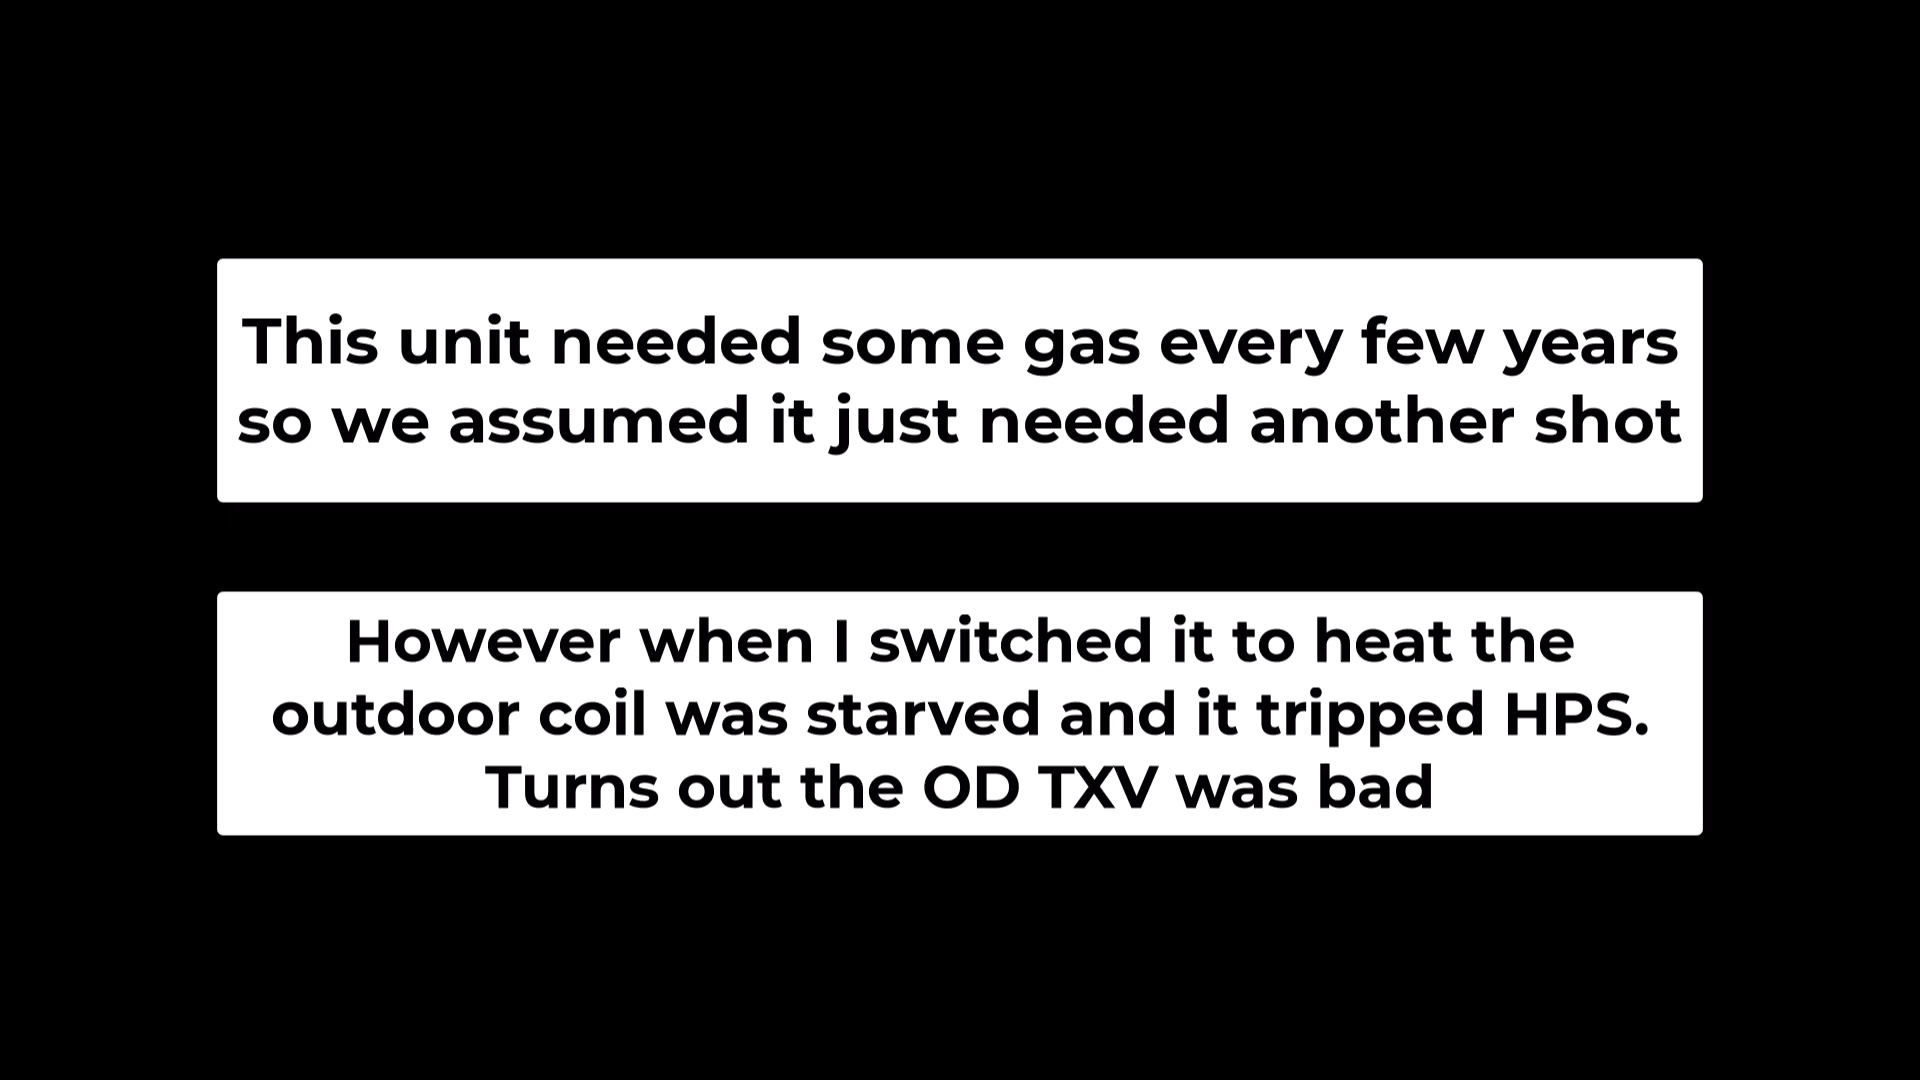 This unit needed some gas every few years
so we assumed it just needed another shot
However when I switched it to heat the
outdoor coil was starved and it tripped HPS.
Turns out the OD TXV was bad